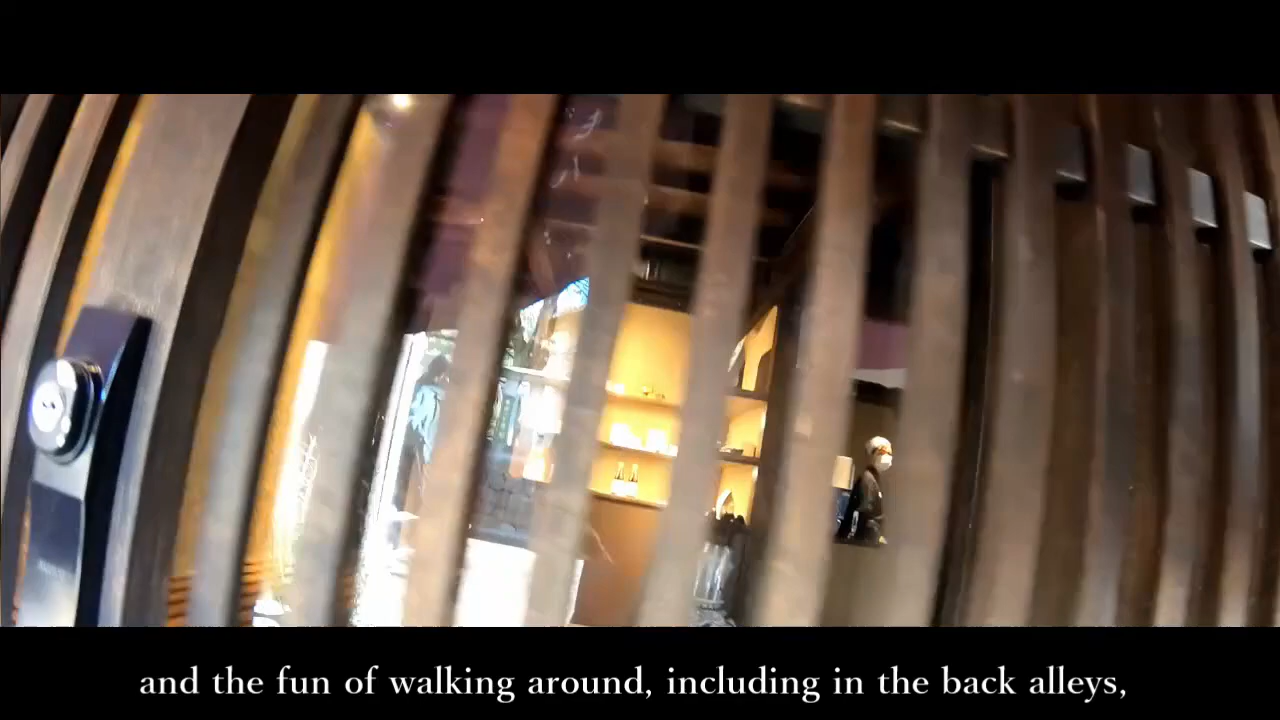 and the fun of walking around, including in the back alleys,